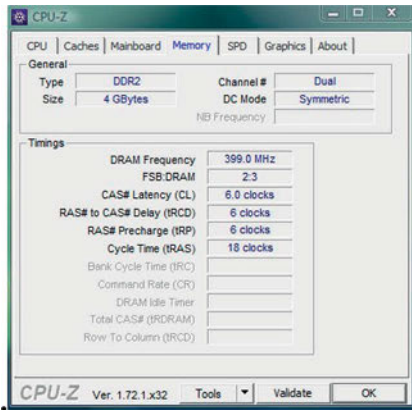 CPU-Z
CPU Caches Mainboard Memory SPD Graphics About
General
Type DDR2 Channel # Dual
Size 4 GBytes DC Mode Symmetric
NB Frequency
Timings
DRAM Frequency 399.0 MHz
FSB:DRAM 2:3
CAS# Latency (CL) 6.0 clocks
RAS# to CAS# Delay (tRCD) 6 clocks
RAS# Precharge (tRP) 6 clocks
Cycle Time (tRAS) 18 clocks
Bank Cycle Time (tRC)
Command Rate (CR)
DRAM Idle Timer
Total CAS# (tRDRAM)
Row To Column (tRCD)
CPU-Z Ver. 1.72.1.x32 Tools Validate OK